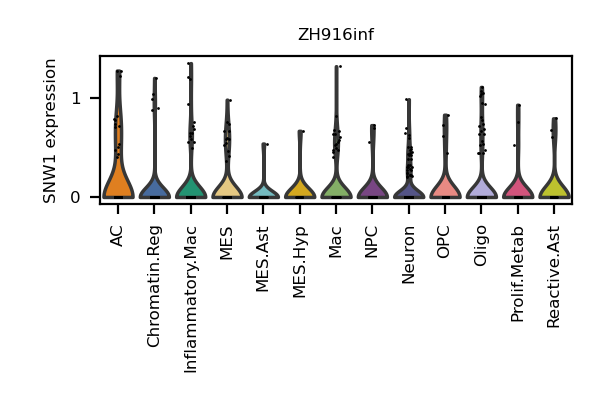 ZH916inf
SNW1 expression
1
0
AC
Chromatin.Reg
Inflammatory.Mac
MES
MES.Ast
MES.Hyp
Mac
NPC
Neuron
OPC
Oligo
Prolif.Metab
Reactive.Ast